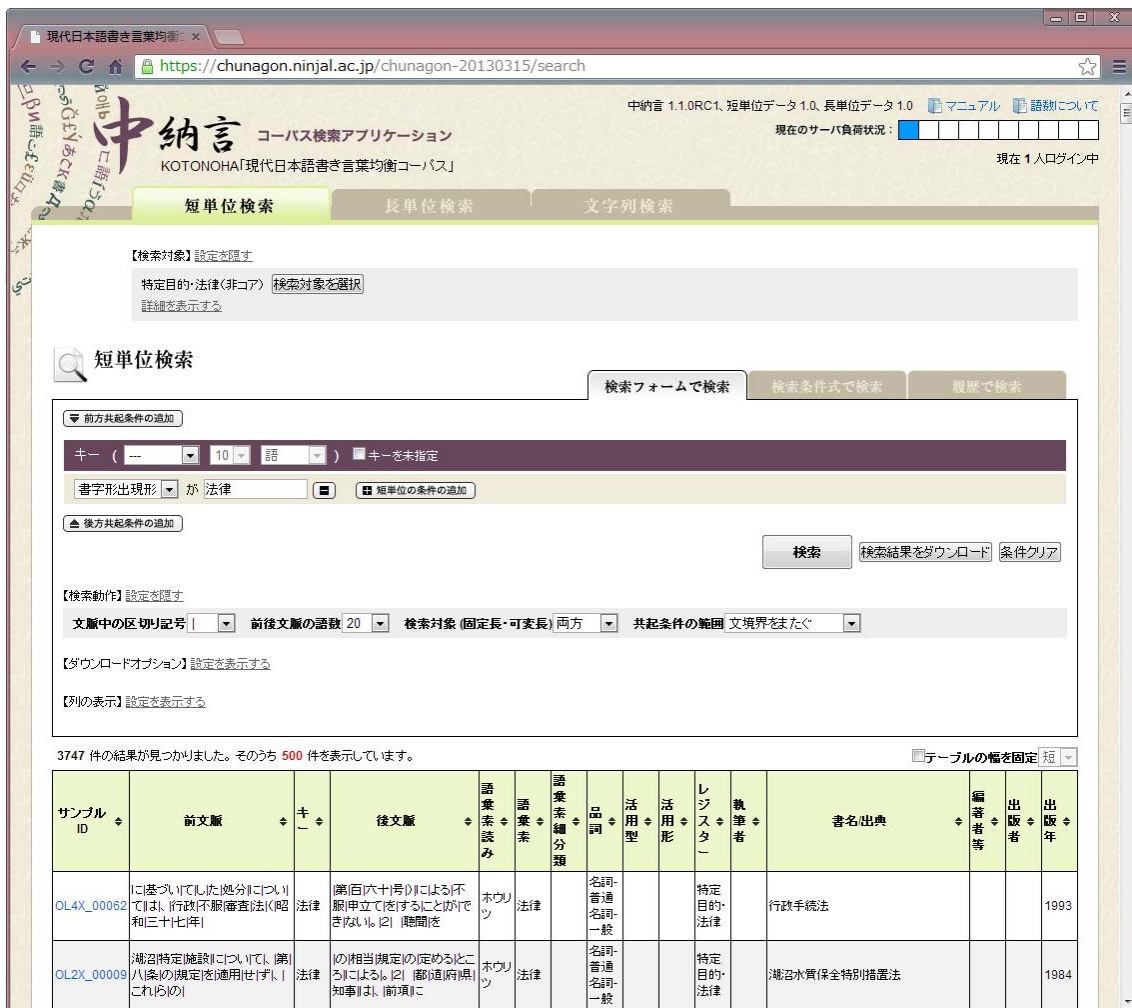 現代日本語書き言葉均衡
https://chunagon.ninjal.ac.jp/chunagon-20130315/search
中納言 1.1.0RC1、短単位データ 1.0、長単位データ 1.0 マニュアル 語数について
現在のサーバ負荷状況:
現在 1 人ログイン中
中納言 コーパス検索アプリケーション
KOTONOHA「現代日本語書き言葉均衡コーパス」
短単位検索 長単位検索 文字列検索
【検索対象】 設定を隠す
特定目的・法律(非コア) 検索対象を選択
詳細を表示する
短単位検索
検索フォームで検索 検索条件式で検索 履歴で検索
前方共起条件の追加
キー ( --- 10 語 ) キーを未指定
書字形出現形 が 法律 短単位の条件の追加
後方共起条件の追加
検索 検索結果をダウンロード 条件クリア
【検索動作】 設定を隠す
文脈中の区切り記号 | 前後文脈の語数 20 検索対象 (固定長・可変長) 両方 共起条件の範囲 文境界をまたぐ
【ダウンロードオプション】 設定を表示する
【列の表示】 設定を表示する
3747 件の結果が見つかりました。そのうち 500 件を表示しています。 テーブルの幅を固定 短
サンプル ID 前文脈 キー 後文脈 語彙素読み 語彙素 語彙素細分類 品詞 活用型 活用形 レジスター 執筆者 書名/出典 編著者等 出版者 出版年
OL4X_00062 に|基づい|て|し|た|処分|に|つい|て|は|、|行政|不服|審査|法|(|昭和|三十|七|年| 法律 |第|百|六十|号|)|に|よる|不服|申立て|を|する|こと|が|でき|ない|。|2| |聴聞|を ホウリツ 法律 名詞-普通名詞-一般 特定目的・法律 行政手続法 1993
OL2X_00009 湖沼|特定|施設|に|つい|て|、|第|八|条|の|規定|を|適用|せ|ず|、|これ|ら|の| 法律 |の|相当|規定|の|定める|ところ|に|よる|。|2| |都|道|府|県|知事|は|、|前項|に ホウリツ 法律 名詞-普通名詞-一般 特定目的・法律 湖沼水質保全特別措置法 1984